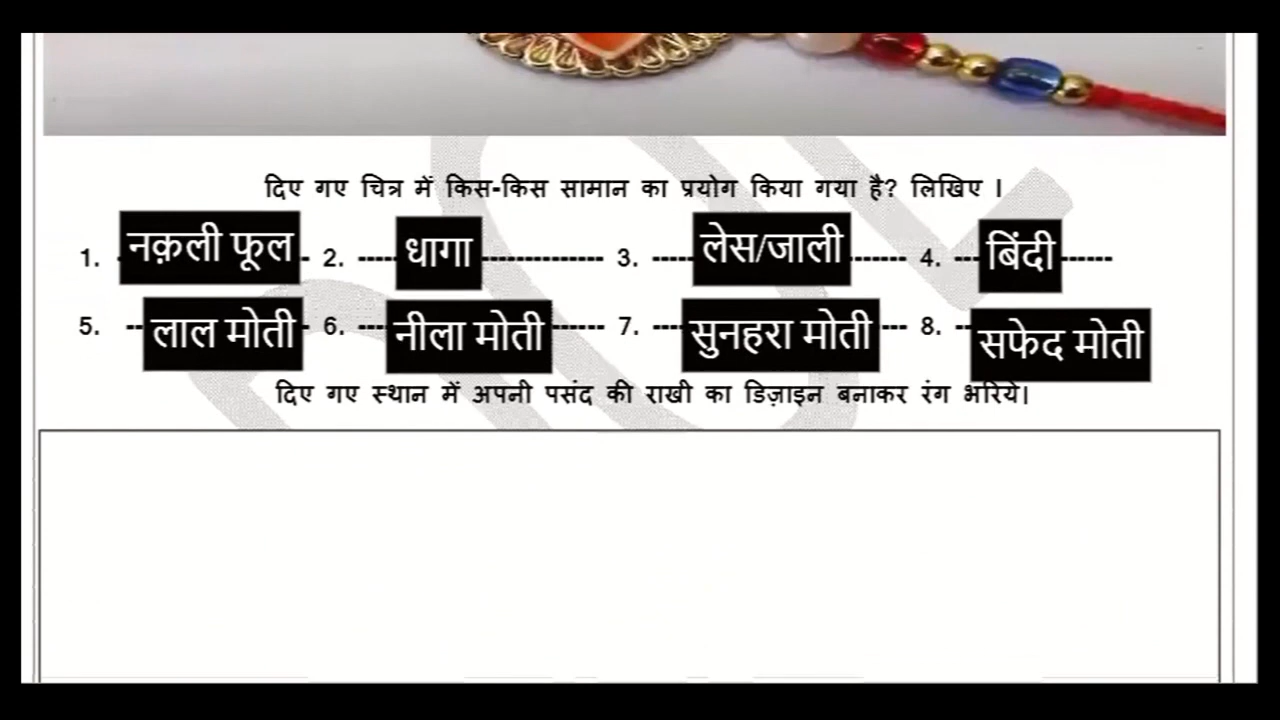 दिए गए चित्र में किस-किस सामान का प्रयोग किया गया है? लिखिए ।
1. नक़ली फूल 2. धागा 3. लेस/जाली 4. बिंदी
5. लाल मोती 6. नीला मोती 7. सुनहरा मोती 8. सफेद मोती
दिए गए स्थान में अपनी पसंद की राखी का डिज़ाइन बनाकर रंग भरिये।